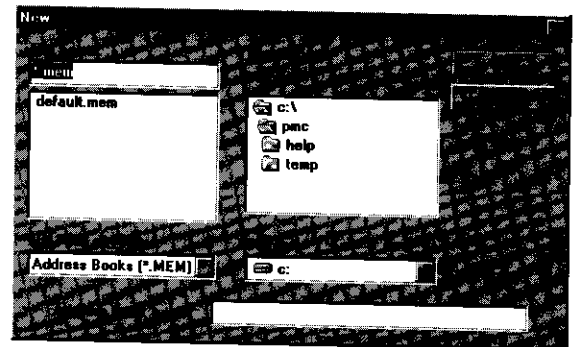 New
*.mem
default.mem
c:\
pmc
help
temp
Address Books (*.MEM)
c: